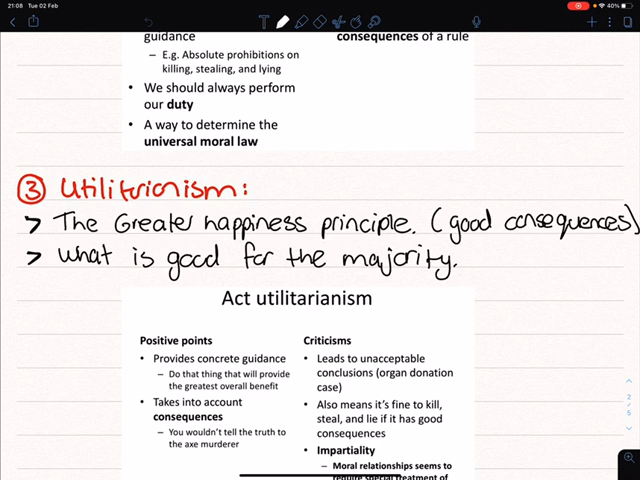 21:08 Tue 02 Feb
40%
guidance
consequences of a rule
– E.g. Absolute prohibitions on
killing, stealing, and lying
• We should always perform
our duty
• A way to determine the
universal moral law
③ Utilitarionism:
> The Greater happiness principle. (good consequences)
> What is good for the majority.
Act utilitarianism
Positive points
• Provides concrete guidance
– Do that thing that will provide
the greatest overall benefit
• Takes into account
consequences
– You wouldn't tell the truth to
the axe murderer
Criticisms
• Leads to unacceptable
conclusions (organ donation
case)
• Also means it's fine to kill,
steal, and lie if it has good
consequences
• Impartiality
– Moral relationships seems to
require special treatment of
2
5